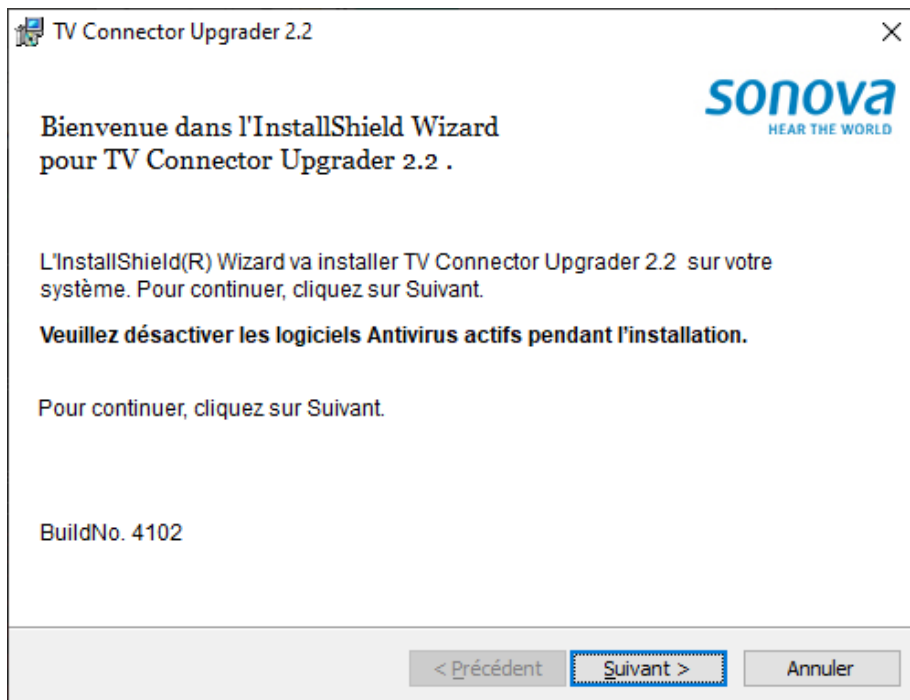 TV Connector Upgrader 2.2
sonova
HEAR THE WORLD
Bienvenue dans l'InstallShield Wizard
pour TV Connector Upgrader 2.2 .
L'InstallShield(R) Wizard va installer TV Connector Upgrader 2.2  sur votre
système. Pour continuer, cliquez sur Suivant.
Veuillez désactiver les logiciels Antivirus actifs pendant l'installation.
Pour continuer, cliquez sur Suivant.
BuildNo. 4102
< Précédent
Suivant >
Annuler